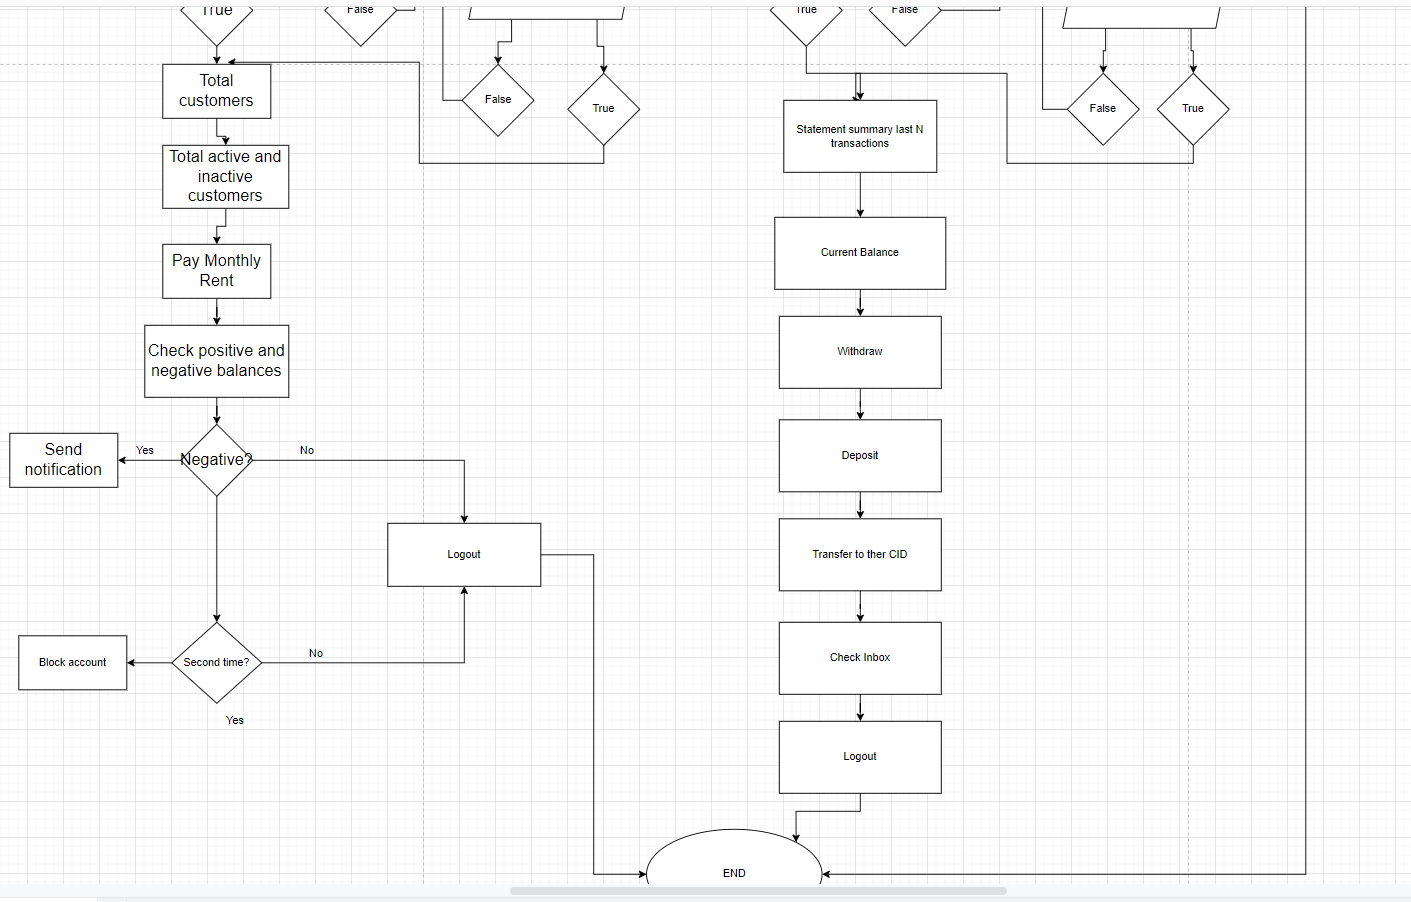 True
False
True
False
Total
customers
False
True
False
True
Statement summary last N
transactions
Total active and
inactive
customers
Pay Monthly
Rent
Current Balance
Check positive and
negative balances
Withdraw
Send
notification
Yes
Negative?
No
Deposit
Logout
Transfer to ther CID
Block account
Second time?
No
Yes
Check Inbox
Logout
END